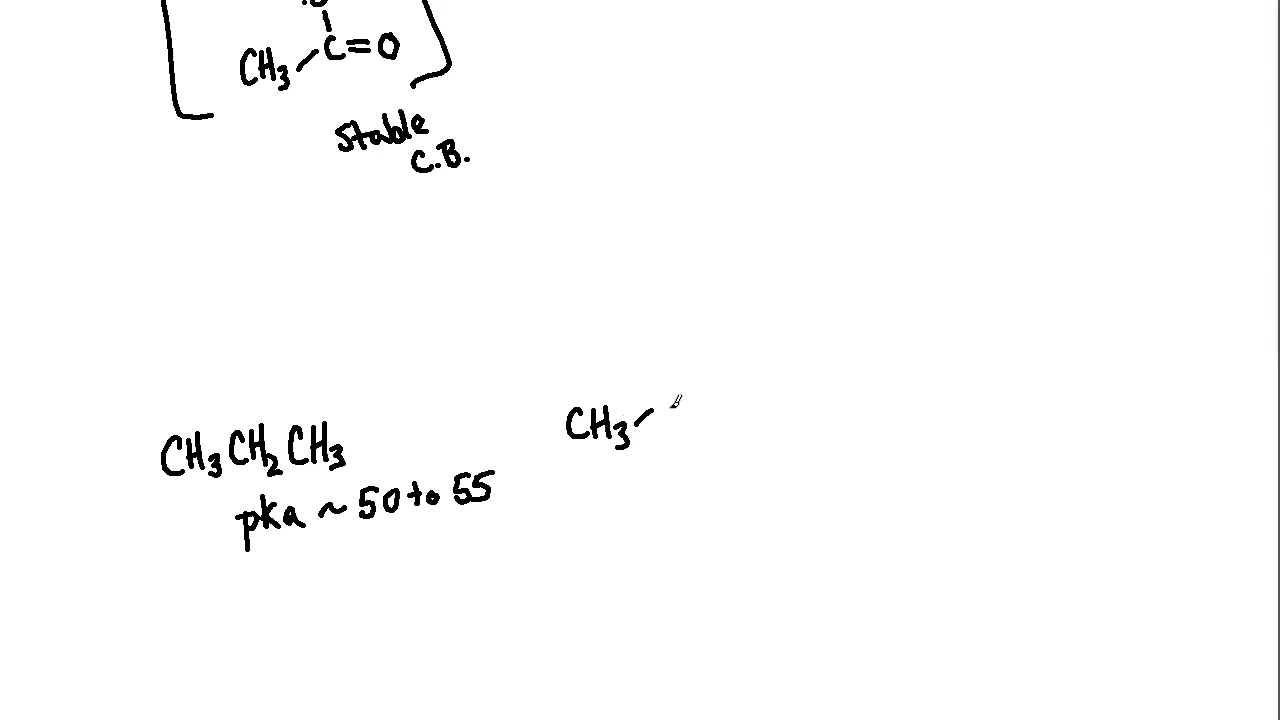 CH3 C=O
stable
C.B.
CH3CH2CH3 CH3
pka ~ 50 to 55